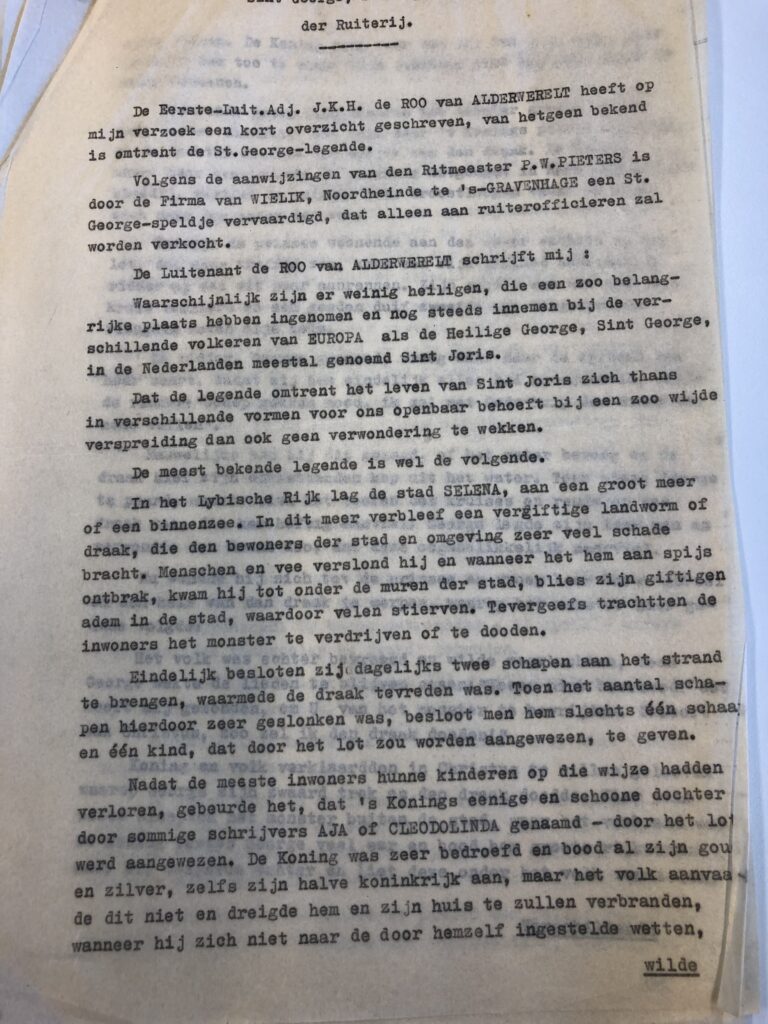 Sint George,
der Ruiterij.
De Eerste-Luit.Adj. J.K.H. de ROO van ALDERWERELT heeft op
mijn verzoek een kort overzicht geschreven, van hetgeen bekend
is omtrent de St.George-legende.
Volgens de aanwijzingen van den Ritmeester P.W.PIETERS is
door de Firma van WIELIK, Noordheinde te 's-GRAVENHAGE een St.
George-speldje vervaardigd, dat alleen aan ruiterofficieren zal
worden verkocht.
De Luitenant de ROO van ALDERWERELT schrijft mij :
Waarschijnlijk zijn er weinig heiligen, die een zoo belang-
rijke plaats hebben ingenomen en nog steeds innemen bij de ver-
schillende volkeren van EUROPA als de Heilige George, Sint George,
in de Nederlanden meestal genoemd Sint Joris.
Dat de legende omtrent het leven van Sint Joris zich thans
in verschillende vormen voor ons openbaar behoeft bij een zoo wijde
verspreiding dan ook geen verwondering te wekken.
De meest bekende legende is wel de volgende.
In het Lybische Rijk lag de stad SELENA, aan een groot meer
of een binnenzee. In dit meer verbleef een vergiftige landworm of
draak, die den bewoners der stad en omgeving zeer veel schade
bracht. Menschen en vee verslond hij en wanneer het hem aan spijs
ontbrak, kwam hij tot onder de muren der stad, blies zijn giftigen
adem in de stad, waardoor velen stierven. Tevergeefs trachtten de
inwoners het monster te verdrijven of te dooden.
Eindelijk besloten zij dagelijks twee schapen aan het strand
te brengen, waarmede de draak tevreden was. Toen het aantal scha-
pen hierdoor zeer geslonken was, besloot men hem slechts één schaap
en één kind, dat door het lot zou worden aangewezen, te geven.
Nadat de meeste inwoners hunne kinderen op die wijze hadden
verloren, gebeurde het, dat 's Konings eenige en schoone dochter
door sommige schrijvers AJA of CLEODOLINDA genaamd - door het lot
werd aangewezen. De Koning was zeer bedroefd en bood al zijn gou
en zilver, zelfs zijn halve koninkrijk aan, maar het volk aanvaa-
de dit niet en dreigde hem en zijn huis te zullen verbranden,
wanneer hij zich niet naar de door hemzelf ingestelde wetten,
wilde